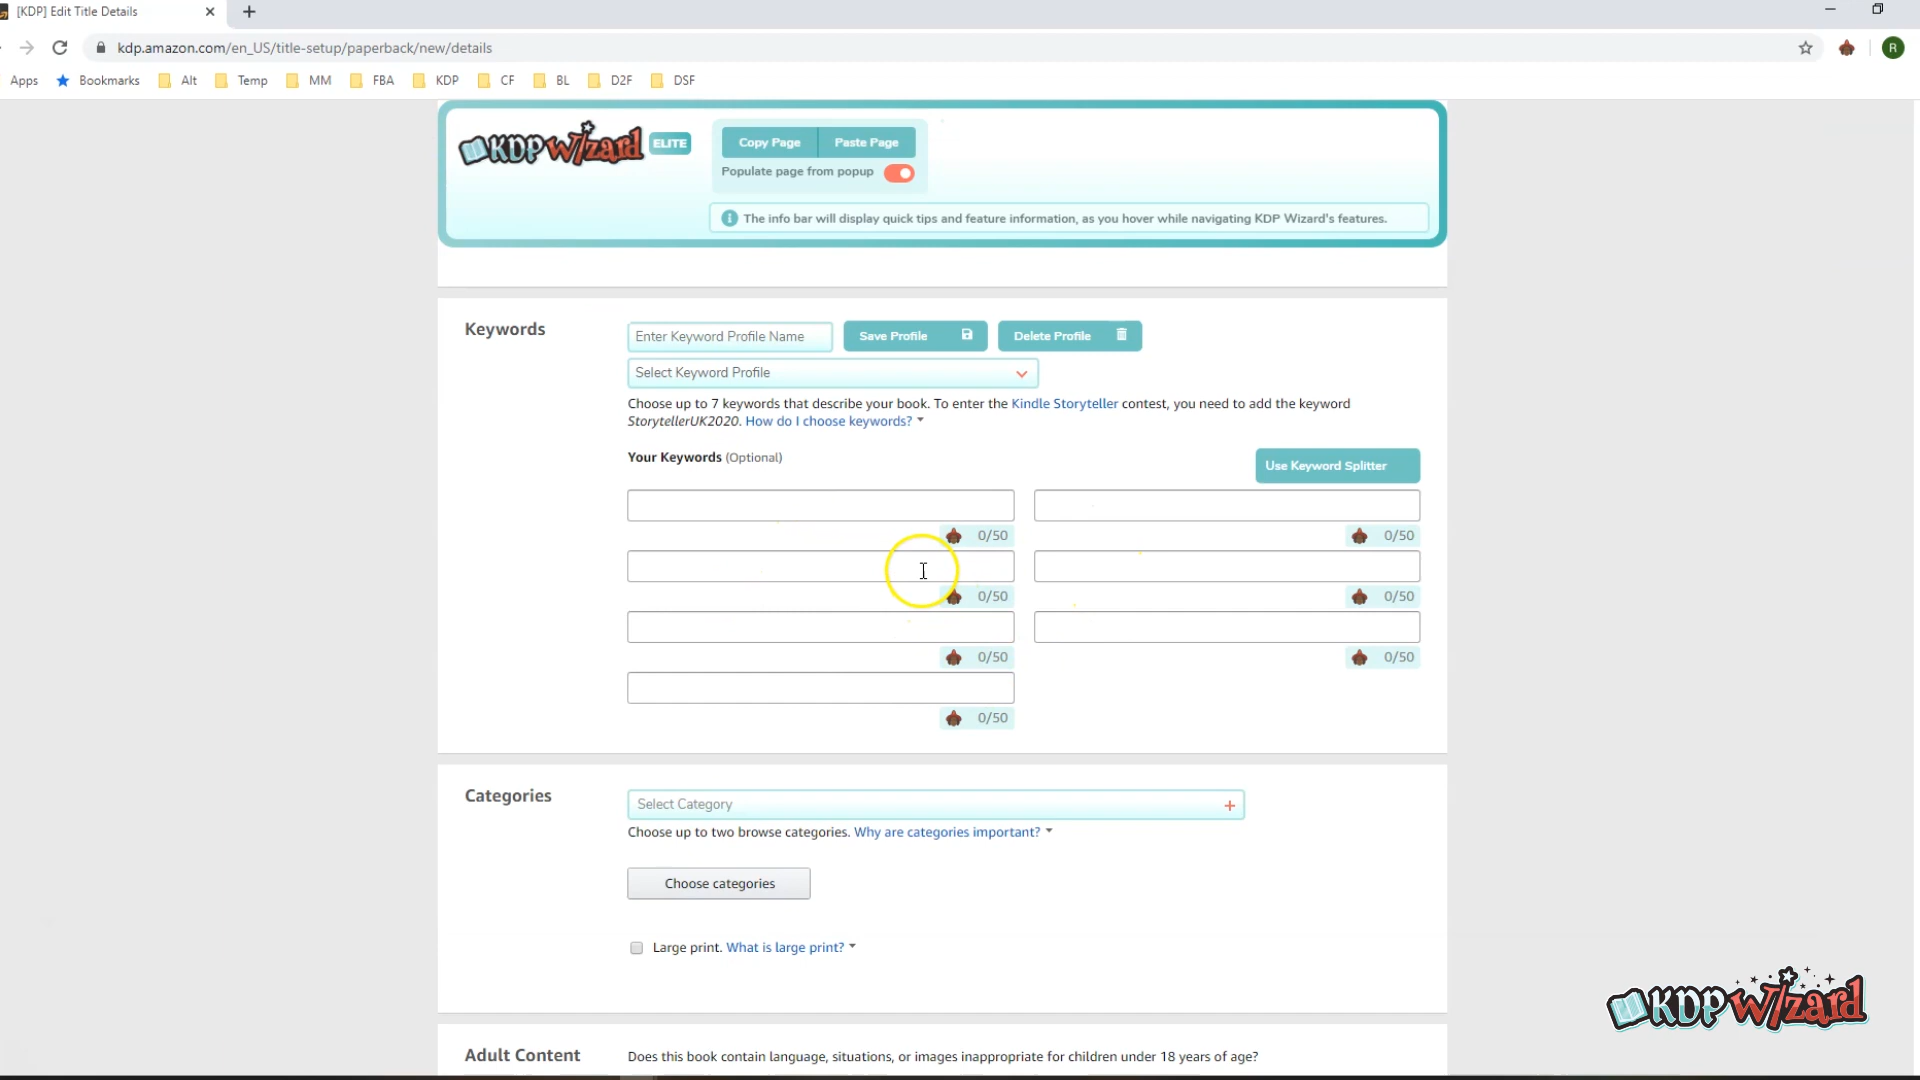 [KDP] Edit Title Details
kdp.amazon.com/en_US/title-setup/paperback/new/details
R
Apps Bookmarks Alt Temp MM FBA KDP CF BL D2F DSF
KDP Wizard ELITE
Copy Page Paste Page
Populate page from popup
The info bar will display quick tips and feature information, as you hover while navigating KDP Wizard's features.
Keywords
Enter Keyword Profile Name Save Profile Delete Profile
Select Keyword Profile
Choose up to 7 keywords that describe your book. To enter the Kindle Storyteller contest, you need to add the keyword
StorytellerUK2020. How do I choose keywords?
Your Keywords (Optional)
Use Keyword Splitter
0/50 0/50
0/50 0/50
0/50 0/50
0/50
Categories
Select Category
Choose up to two browse categories. Why are categories important?
Choose categories
Large print. What is large print?
KDP Wizard
Adult Content Does this book contain language, situations, or images inappropriate for children under 18 years of age?